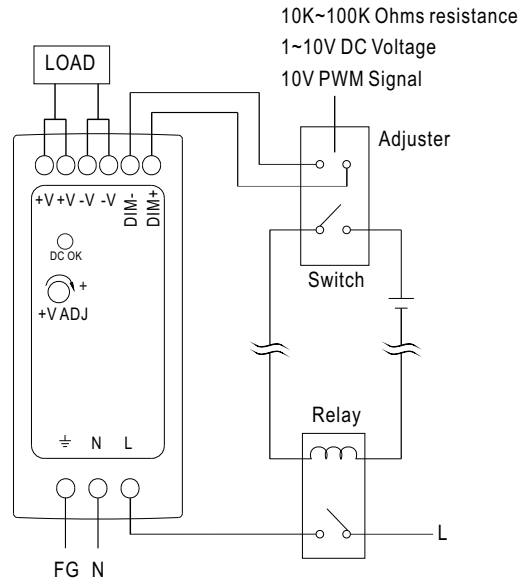 10K~100K Ohms resistance
1~10V DC Voltage
10V PWM Signal
LOAD
Adjuster
+V +V -V -V DIM- DIM+
DC OK
+
+V ADJ
Switch
Relay
N L
L
FG N